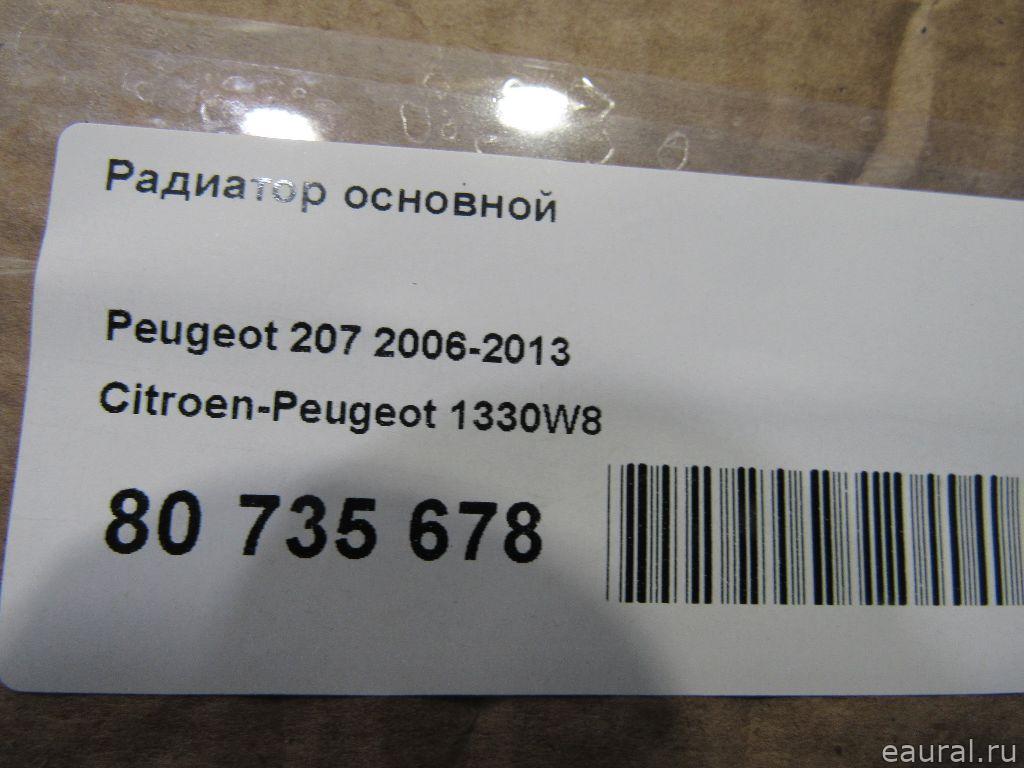 Радиатор основной
Peugeot 207 2006-2013
Citroen-Peugeot 1330W8
80 735 678
eaural.ru